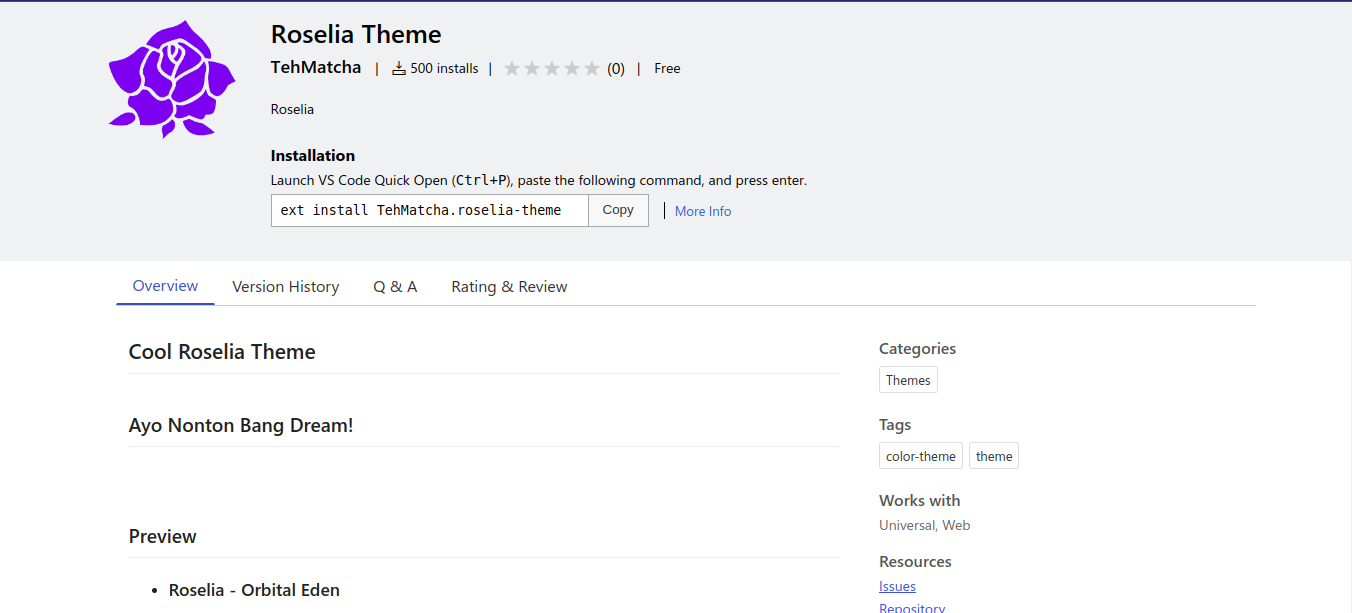 Roselia Theme
TehMatcha | 500 installs | (0) | Free
Roselia
Installation
Launch VS Code Quick Open (Ctrl+P), paste the following command, and press enter.
ext install TehMatcha.roselia-theme Copy | More Info
Overview Version History Q & A Rating & Review
Cool Roselia Theme
Ayo Nonton Bang Dream!
Preview
• Roselia - Orbital Eden
Categories
Themes
Tags
color-theme theme
Works with
Universal, Web
Resources
Issues
Repository